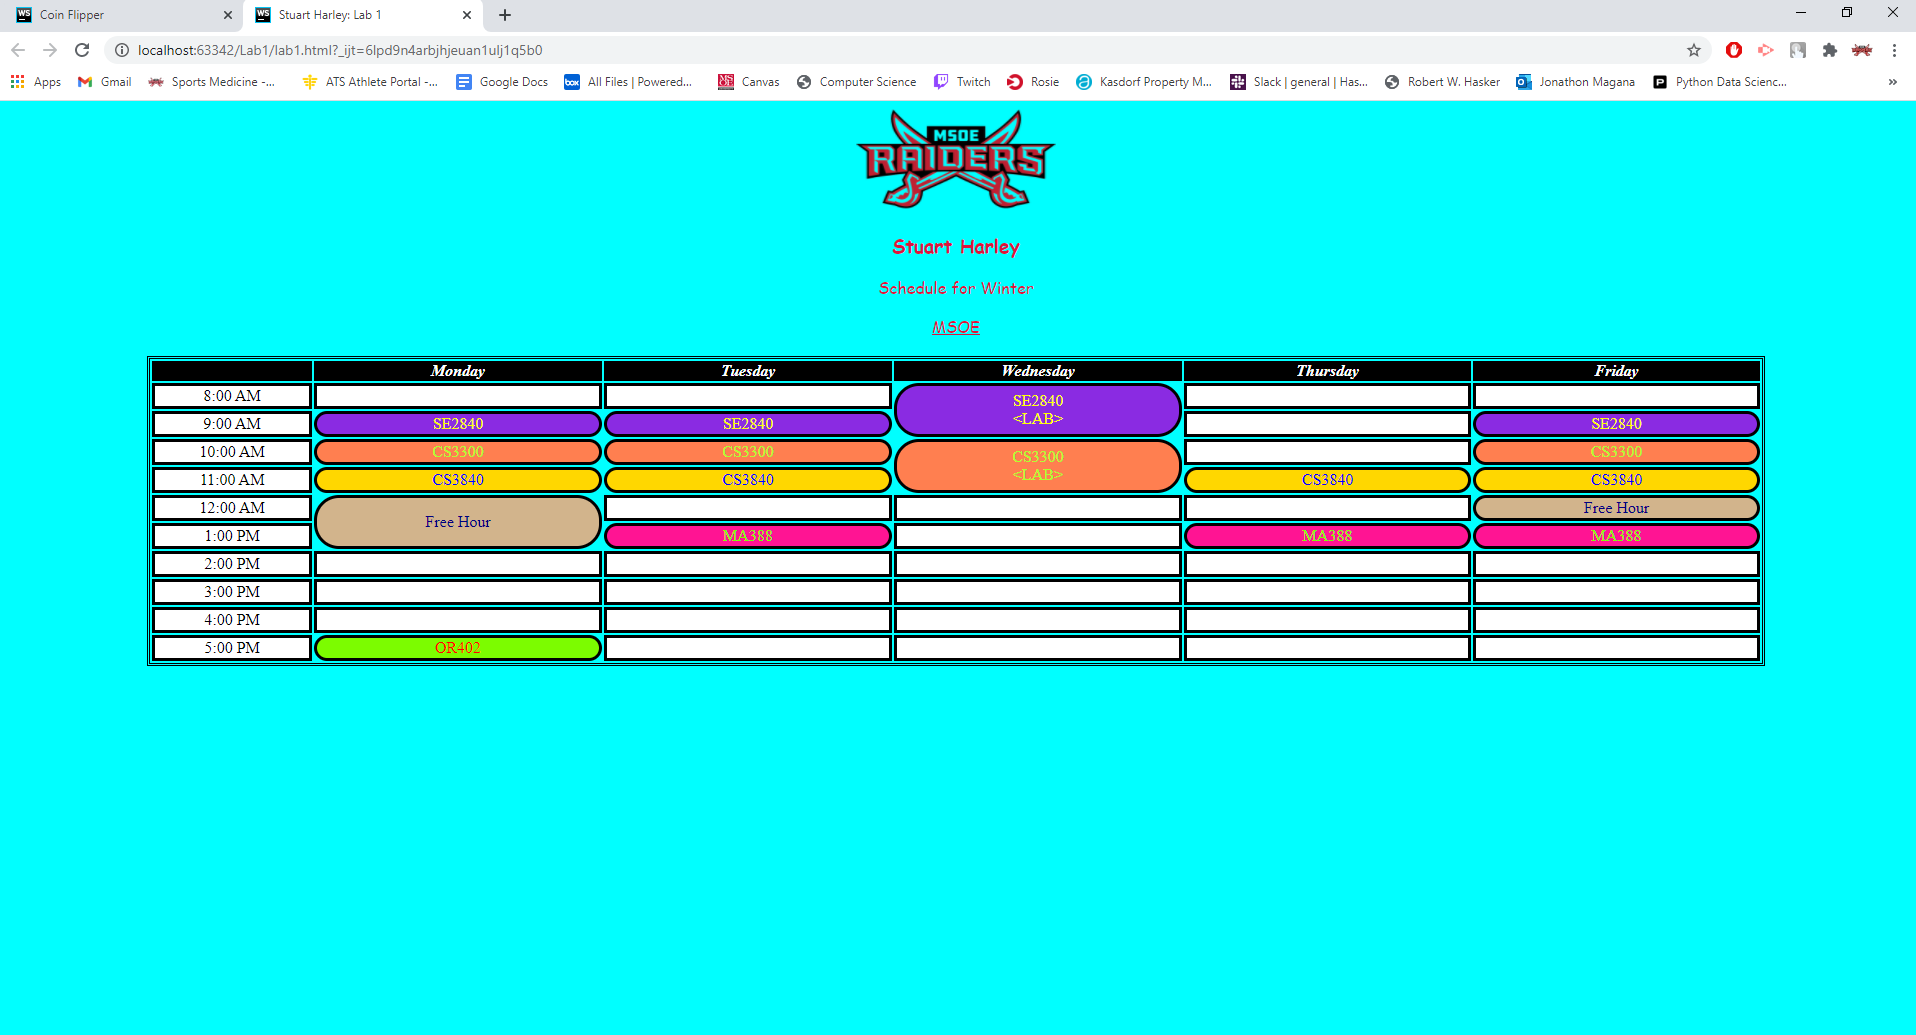 Coin Flipper
Stuart Harley: Lab 1
localhost:63342/Lab1/lab1.html?_ijt=6lpd9n4arbjhjeuan1ulj1q5b0
Apps Gmail Sports Medicine -... ATS Athlete Portal -... Google Docs box All Files | Powered... Canvas Computer Science Twitch Rosie Kasdorf Property M... Slack | general | Has... Robert W. Hasker Jonathon Magana Python Data Scienc... »
MSOE
RAIDERS
Stuart Harley
Schedule for Winter
MSOE
Monday Tuesday Wednesday Thursday Friday
8:00 AM SE2840
<LAB>
9:00 AM SE2840 SE2840 SE2840
10:00 AM CS3300 CS3300 CS3300
<LAB>
CS3300
11:00 AM CS3840 CS3840 CS3840 CS3840
12:00 AM Free Hour Free Hour
1:00 PM MA388 MA388 MA388
2:00 PM
3:00 PM
4:00 PM
5:00 PM OR402